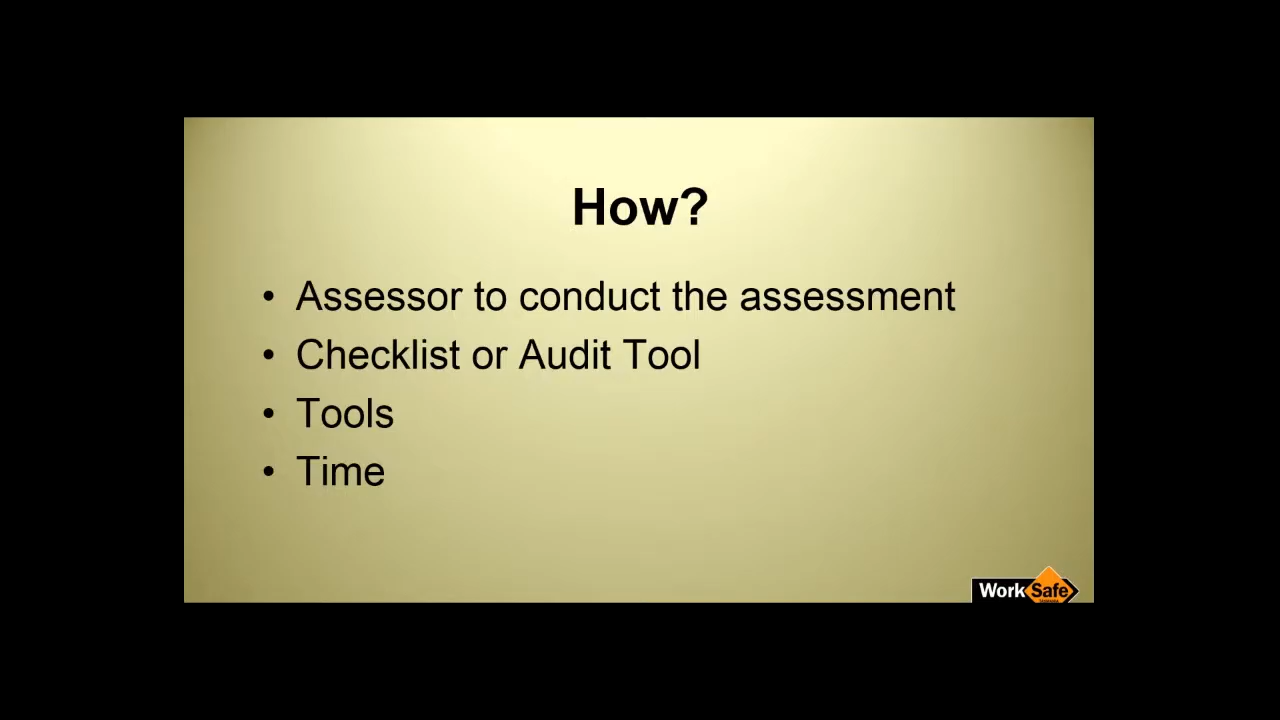 How?
• Assessor to conduct the assessment
• Checklist or Audit Tool
• Tools
• Time
WorkSafe